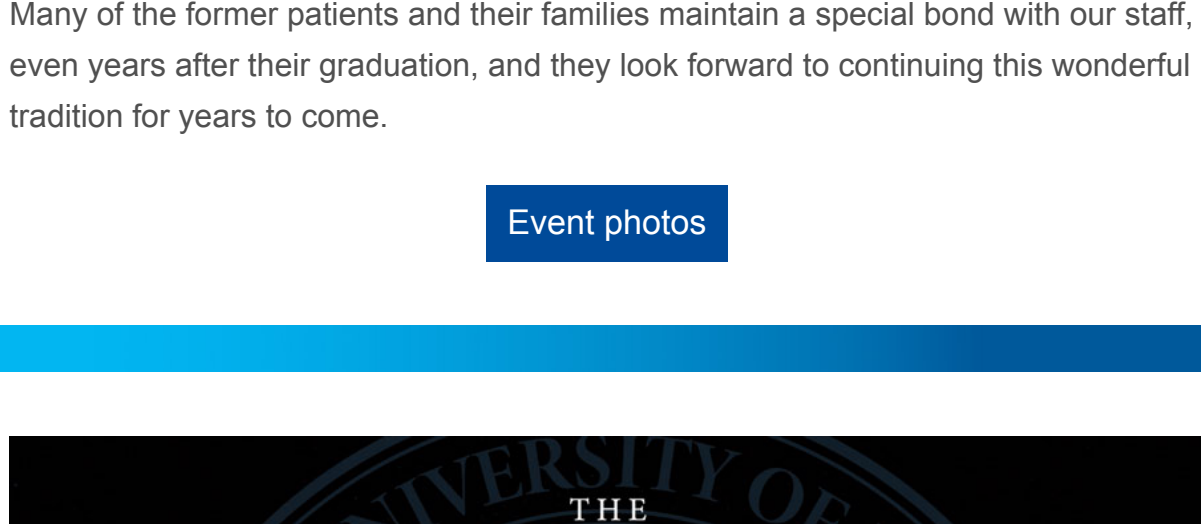 Many of the former patients and their families maintain a special bond with our staff,
even years after their graduation, and they look forward to continuing this wonderful
tradition for years to come.
Event photos
UNIVERSITY OF
THE